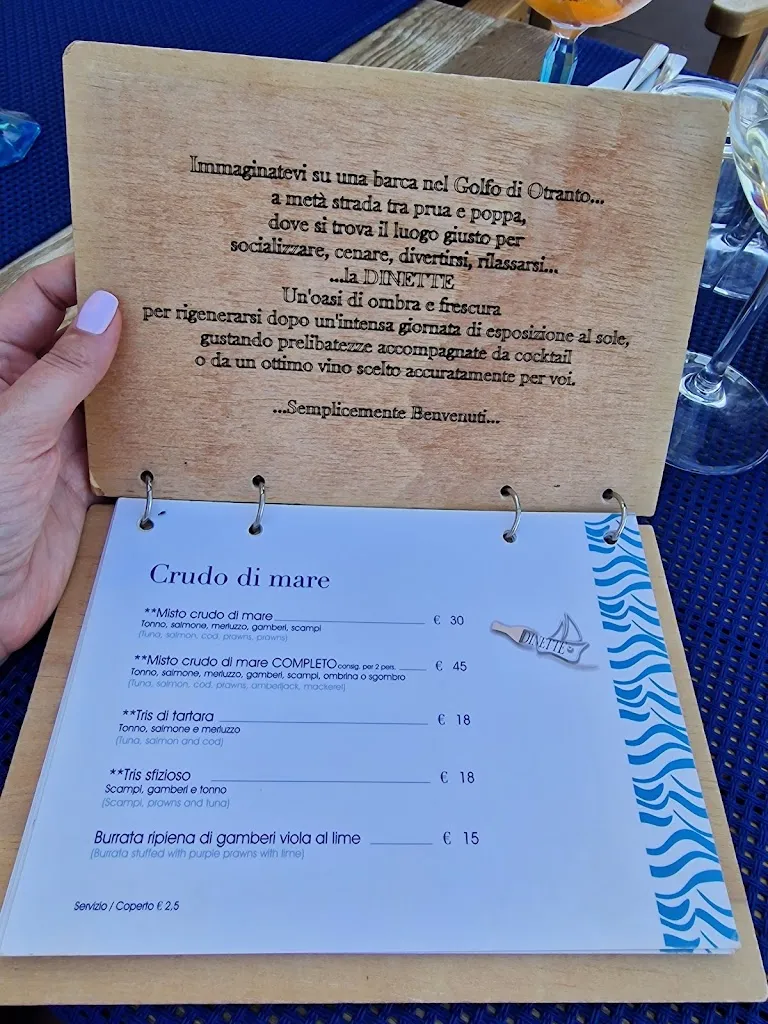 Immaginatevi su una barca nel Golfo di Otranto...
a metà strada tra prua e poppa,
dove si trova il luogo giusto per
socializzare, cenare, divertirsi, rilassarsi...
...la DINETTE
Un'oasi di ombra e frescura
per rigenerarsi dopo un'intensa giornata di esposizione al sole,
gustando prelibatezze accompagnate da cocktail
o da un ottimo vino scelto accuratamente per voi.
...Semplicemente Benvenuti...
Crudo di mare
**Misto crudo di mare € 30
Tonno, salmone, merluzzo, gamberi, scampi
(Tuna, salmon, cod, prawns, prawns)
DINETTE
**Misto crudo di mare COMPLETO consig. per 2 pers. € 45
Tonno, salmone, merluzzo, gamberi, scampi, ombrina o sgombro
(Tuna, salmon, cod, prawns, amberjack, mackerel)
**Tris di tartara € 18
Tonno, salmone e merluzzo
(Tuna, salmon and cod)
**Tris sfizioso € 18
Scampi, gamberi e tonno
(Scampi, prawns and tuna)
Burrata ripiena di gamberi viola al lime € 15
(Burrata stuffed with purple prawns with lime)
Servizio / Coperto € 2,5